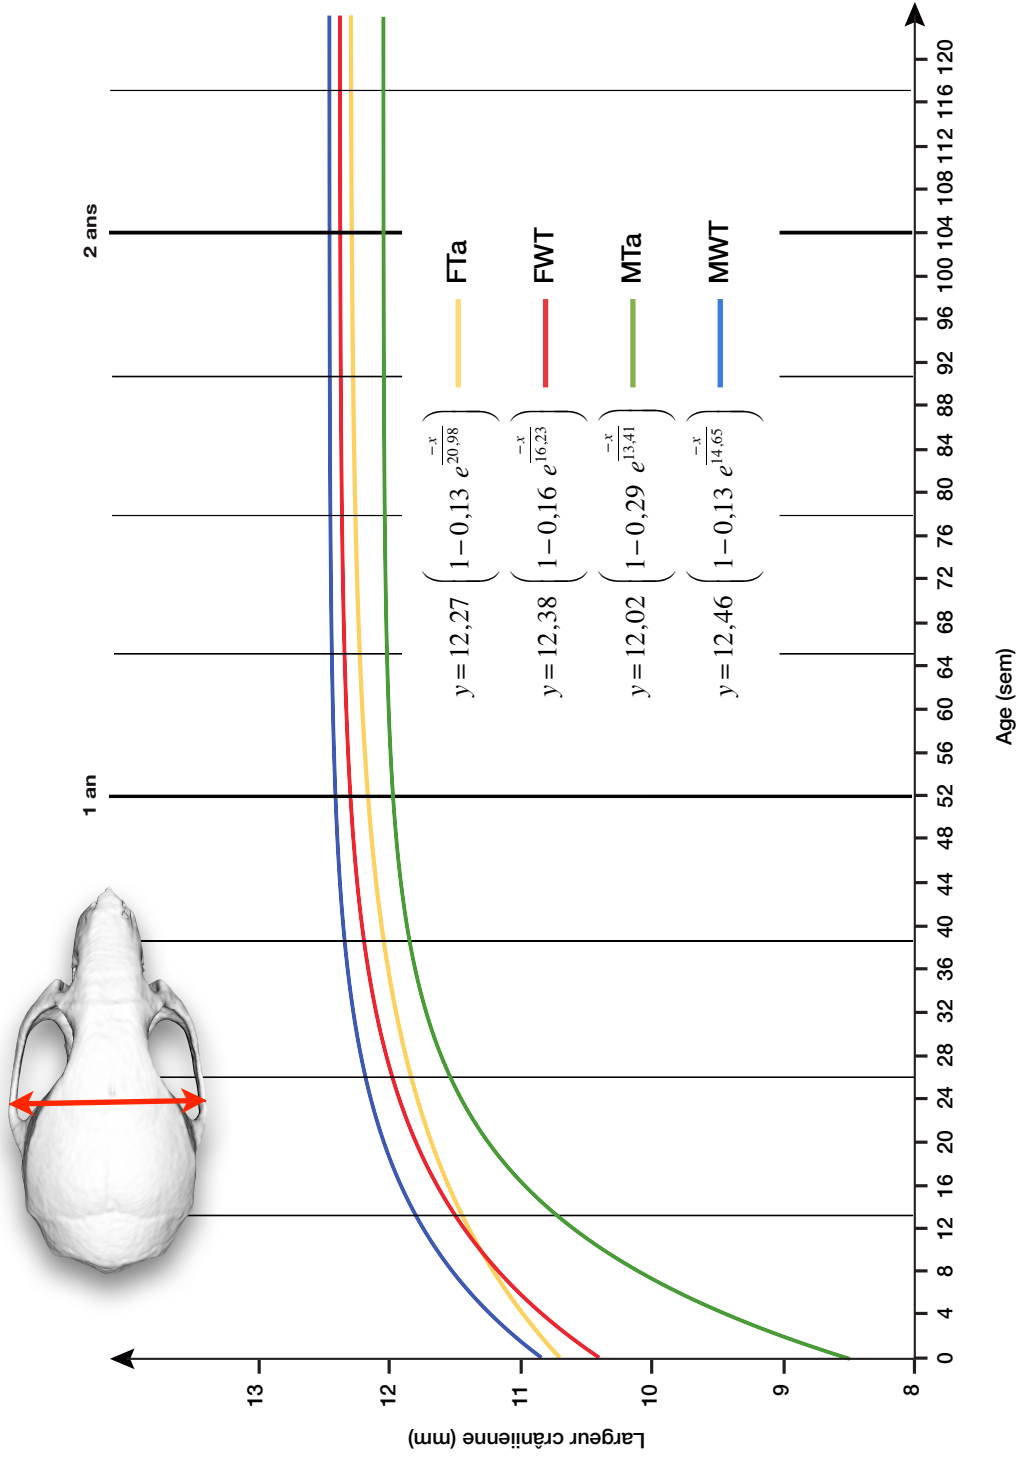 1 an
2 ans
Largeur crâniienne (mm)
13
12
11
10
9
8
y = 12,27 (1 − 0,13 e^(−x/20,98)) FTa
y = 12,38 (1 − 0,16 e^(−x/16,23)) FWT
y = 12,02 (1 − 0,29 e^(−x/13,41)) MTa
y = 12,46 (1 − 0,13 e^(−x/14,65)) MWT
0 4 8 12 16 20 24 28 32 36 40 44 48 52 56 60 64 68 72 76 80 84 88 92 96 100 104 108 112 116 120
Age (sem)